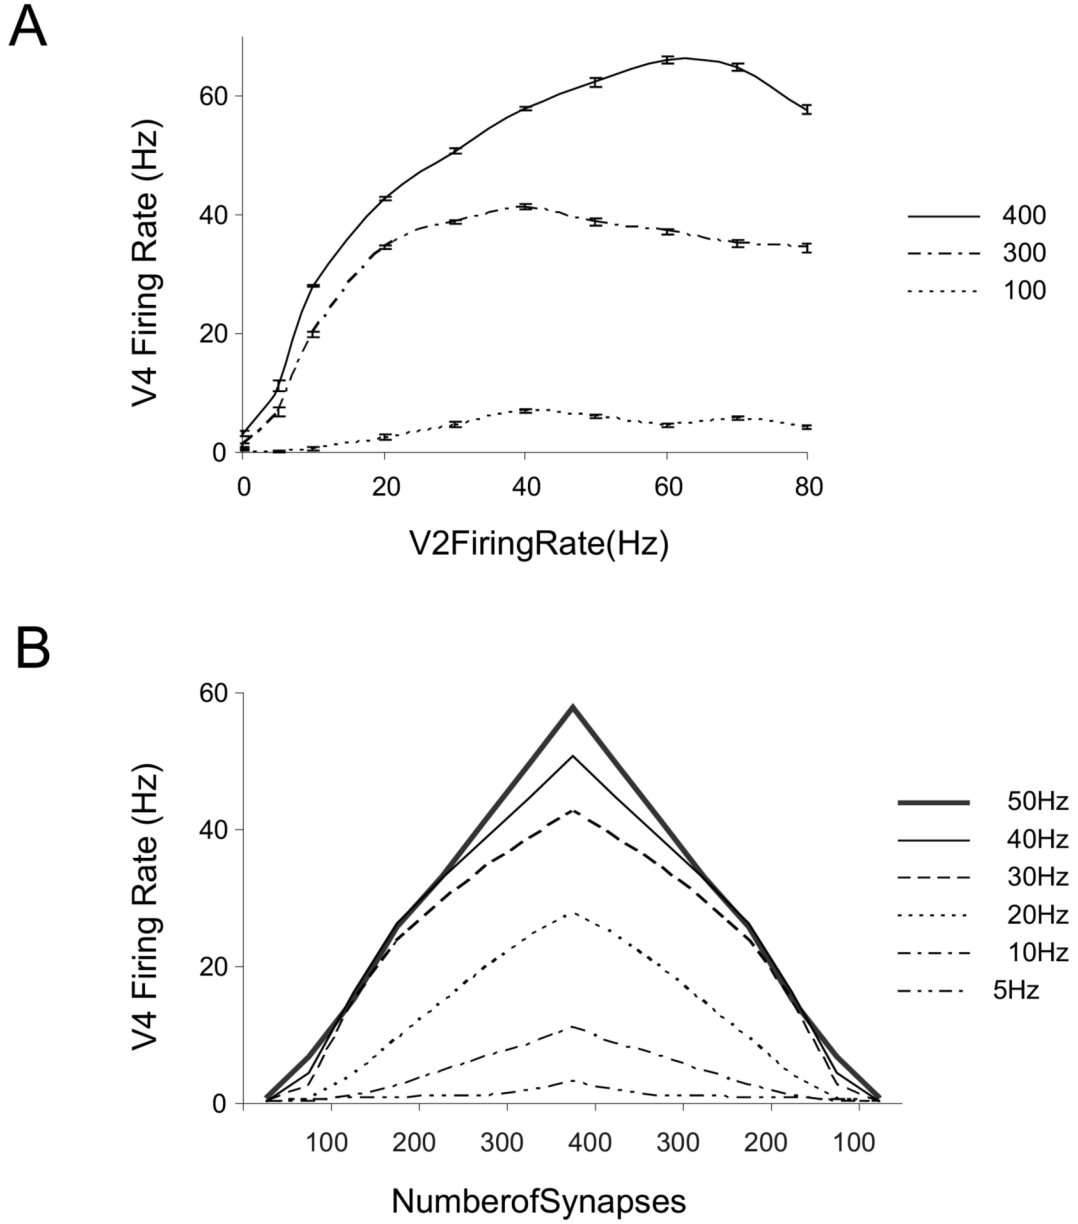 A
V4 Firing Rate (Hz)
60
40
20
0
0 20 40 60 80
V2FiringRate(Hz)
400
300
100
B
V4 Firing Rate (Hz)
60
40
20
0
100 200 300 400 300 200 100
NumberofSynapses
50Hz
40Hz
30Hz
20Hz
10Hz
5Hz